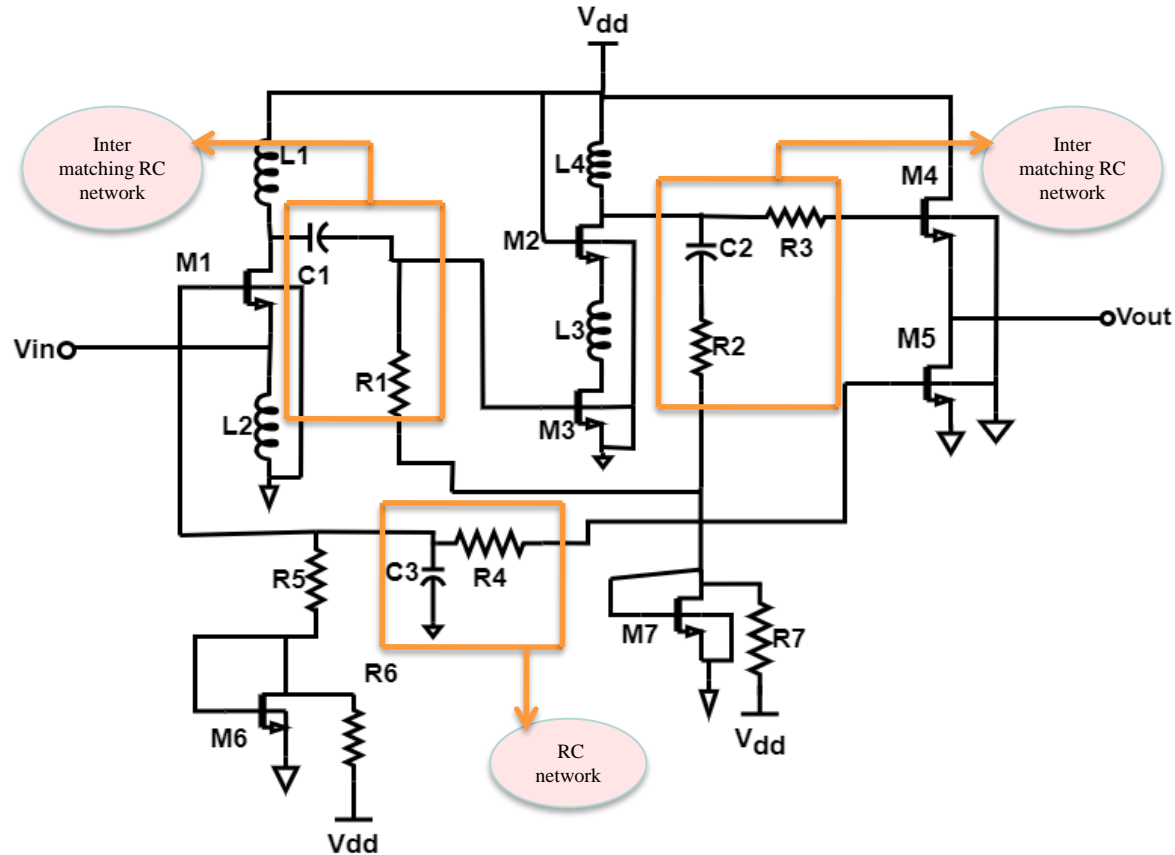 Vdd
Inter
matching RC
network
L1
L4
Inter
matching RC
network
M4
M2
C2
R3
M1
C1
L3
Vout
Vin
R1
R2
M5
L2
M3
R5
C3
R4
M7
R7
R6
M6
Vdd
RC
network
Vdd